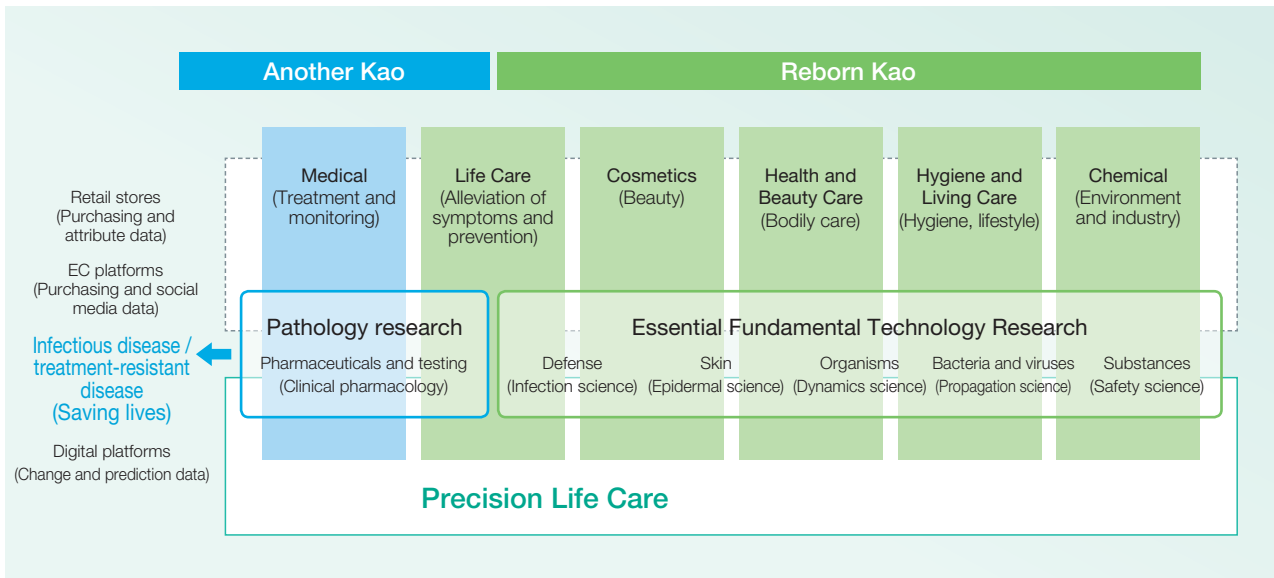 Another Kao
Reborn Kao
Retail stores
(Purchasing and
attribute data)
EC platforms
(Purchasing and social
media data)
Infectious disease /
treatment-resistant
disease
(Saving lives)
Digital platforms
(Change and prediction data)
Medical
(Treatment and
monitoring)
Life Care
(Alleviation of
symptoms and
prevention)
Cosmetics
(Beauty)
Health and
Beauty Care
(Bodily care)
Hygiene and
Living Care
(Hygiene, lifestyle)
Chemical
(Environment
and industry)
Pathology research
Pharmaceuticals and testing
(Clinical pharmacology)
Essential Fundamental Technology Research
Defense
(Infection science)
Skin
(Epidermal science)
Organisms
(Dynamics science)
Bacteria and viruses
(Propagation science)
Substances
(Safety science)
Precision Life Care